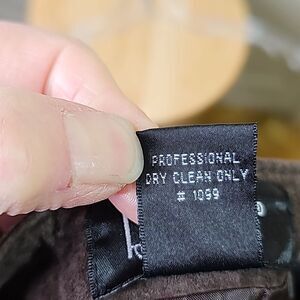 PROFESSIONAL
DRY CLEAN ONLY
# 1099